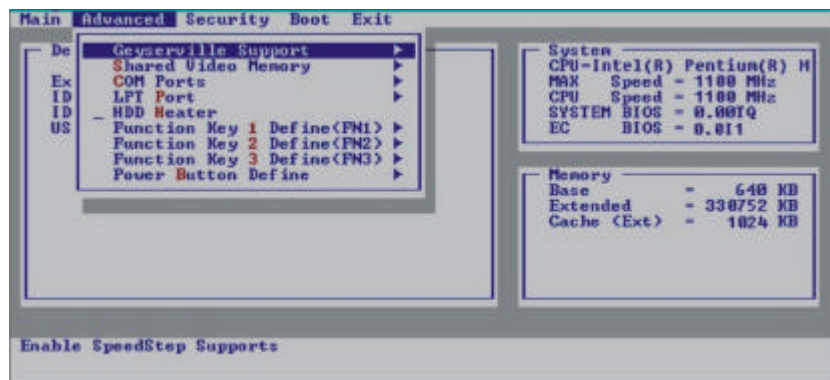 Main Advanced Security Boot Exit
De
Ex
ID
ID
US
Geyserville Support
Shared Video Memory
COM Ports
LPT Port
_ HDD Heater
Function Key 1 Define(FN1)
Function Key 2 Define(FN2)
Function Key 3 Define(FN3)
Power Button Define
System
CPU-Intel(R) Pentium(R) M
MAX Speed = 1100 MHz
CPU Speed = 1100 MHz
SYSTEM BIOS = 0.00IQ
EC BIOS = 0.0I1
Memory
Base = 640 KB
Extended = 330752 KB
Cache (Ext) = 1024 KB
Enable SpeedStep Supports